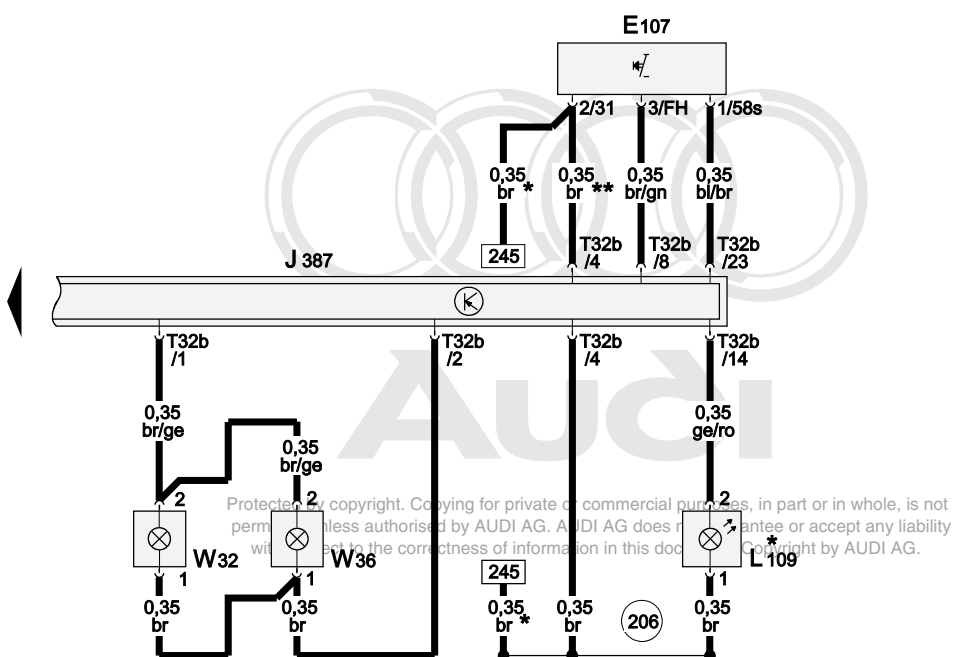 E107
2/31 3/FH 1/58s
0,35 0,35 0,35 0,35
br * br ** br/gn bl/br
245 T32b T32b T32b
/4 /8 /23
J 387
T32b T32b T32b T32b
/1 /2 /4 /14
Audi
0,35 0,35
br/ge ge/ro
0,35
br/ge
2 2 2
Protected by copyright. Copying for private or commercial purposes, in part or in whole, is not
unless authorised by AUDI AG. AUDI AG does guarantee or accept any liability
with respect to the correctness of information in this document. Copyright by AUDI AG.
W32 W36 L109 *
1 1 1
245
0,35 0,35 0,35 0,35 0,35
br br br * br br
206